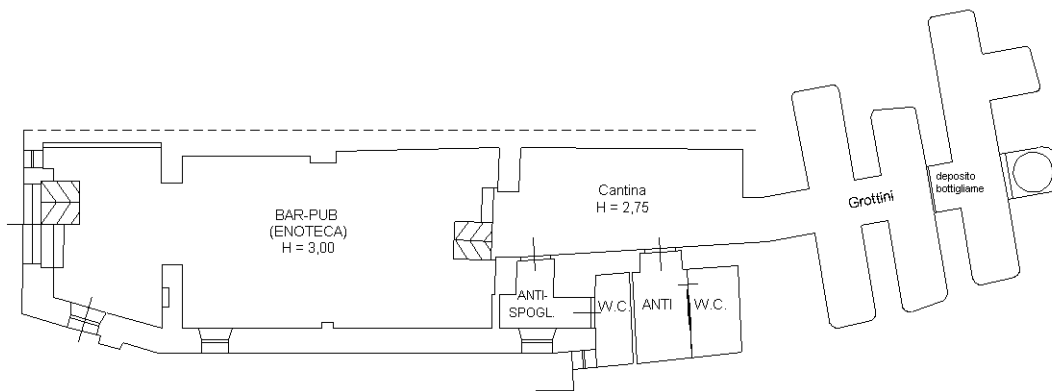 BAR-PUB
(ENOTECA)
H = 3,00
Cantina
H = 2,75
Grottini
deposito
bottigliame
ANTI-
SPOGL.
W.C.
ANTI
W.C.